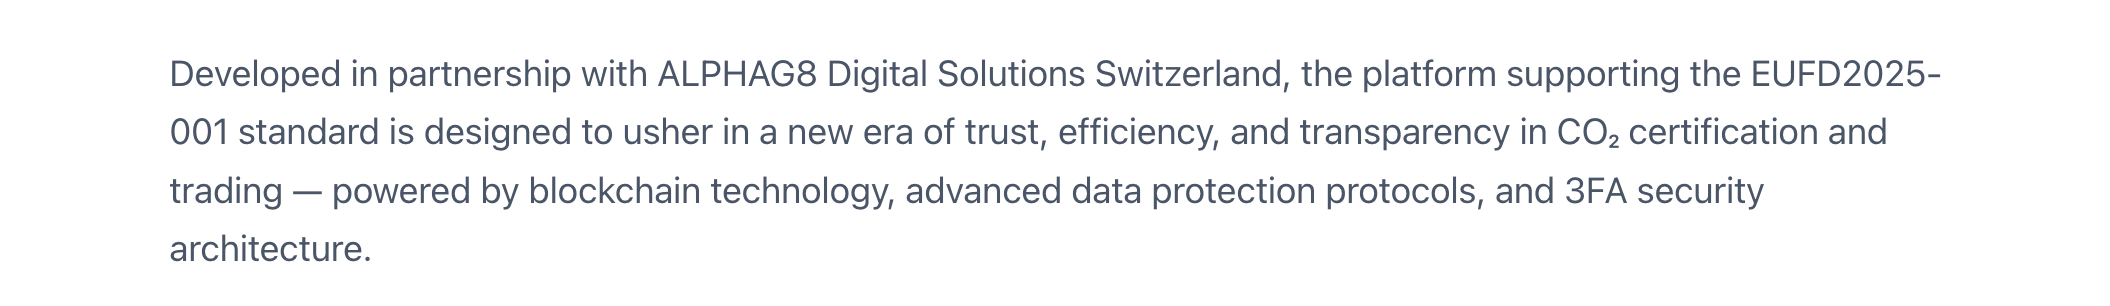 Developed in partnership with ALPHAG8 Digital Solutions Switzerland, the platform supporting the EUFD2025-
001 standard is designed to usher in a new era of trust, efficiency, and transparency in CO₂ certification and
trading — powered by blockchain technology, advanced data protection protocols, and 3FA security
architecture.